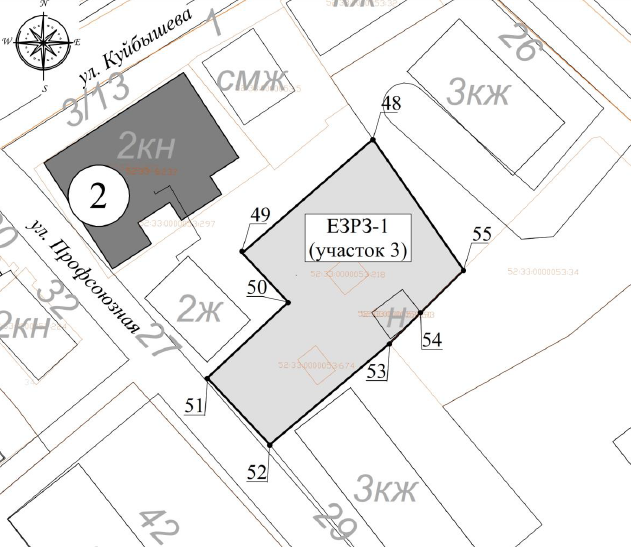 N
W
E
S
ул. Куйбышева
1
26
3/13
смж
3кж
48
2кн
2
ЕЗРЗ-1
(участок 3)
49
55
ул. Профсоюзная
32
2кн
27
2ж
50
н
54
53
51
52
3кж
42
29